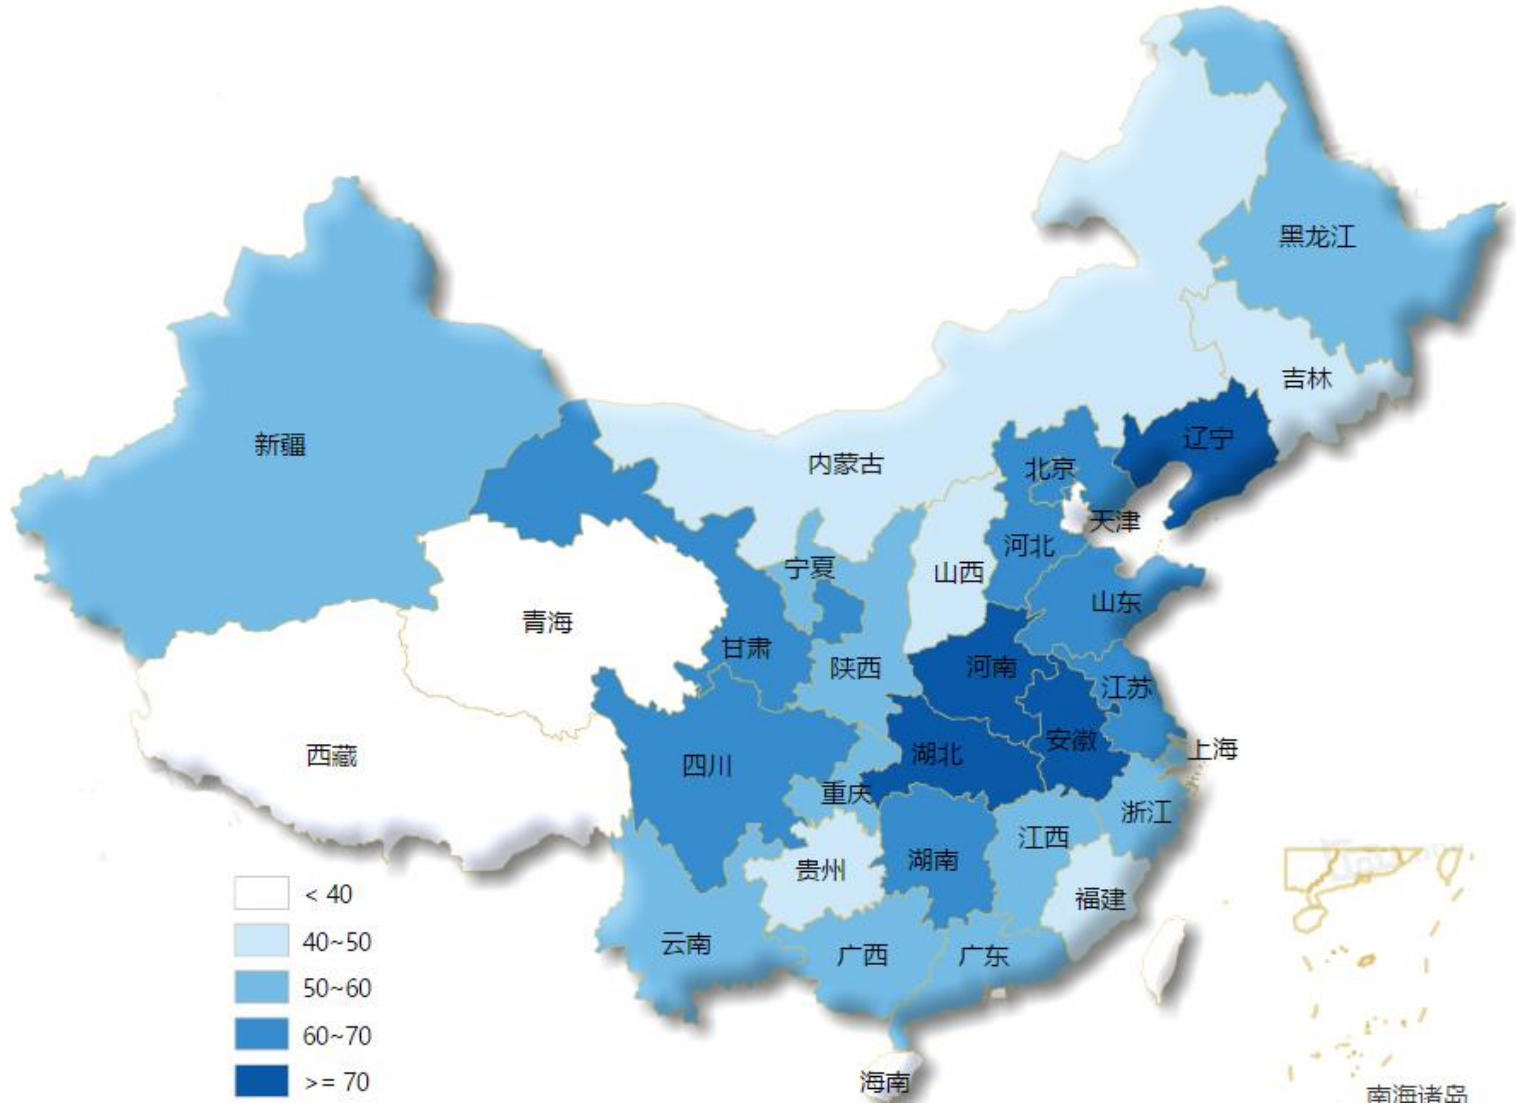 黑龙江
吉林
辽宁
新疆
内蒙古
北京
天津
河北
山西
宁夏
山东
青海
甘肃
陕西
河南
江苏
西藏
四川
湖北
安徽
上海
重庆
浙江
江西
湖南
贵州
福建
云南
广西
广东
海南
南海诸岛
< 40
40~50
50~60
60~70
>= 70